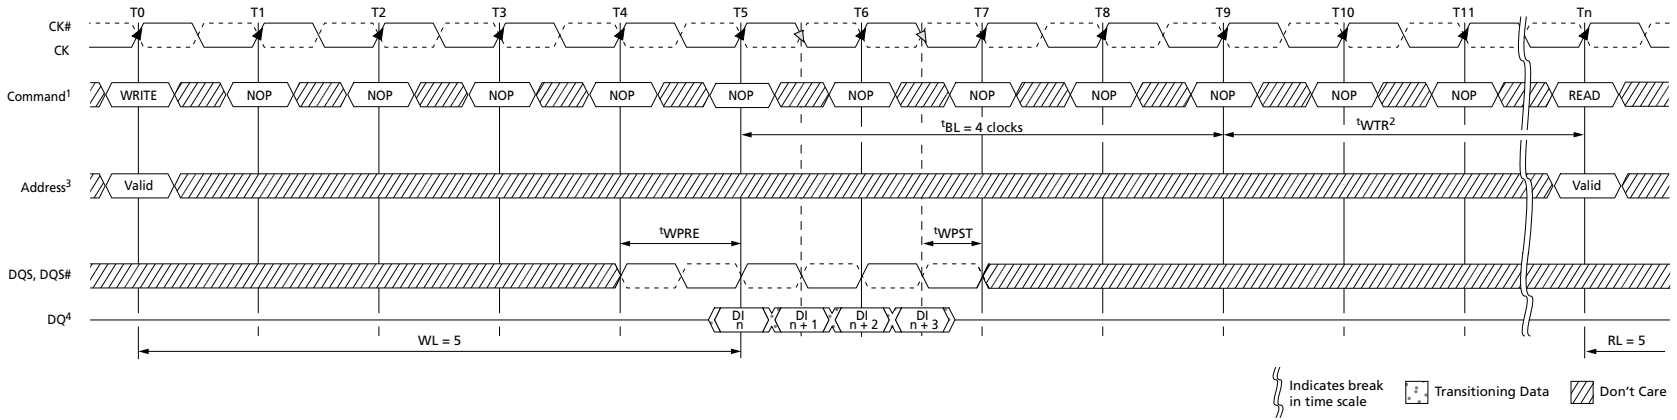 T0 T1 T2 T3 T4 T5 T6 T7 T8 T9 T10 T11 Tn
CK#
CK
Command1 WRITE NOP NOP NOP NOP NOP NOP NOP NOP NOP NOP NOP READ
tBL = 4 clocks tWTR2
Address3 Valid Valid
tWPRE tWPST
DQS, DQS#
DQ4 DI n DI n + 1 DI n + 2 DI n + 3
WL = 5 RL = 5
Indicates break in time scale Transitioning Data Don't Care